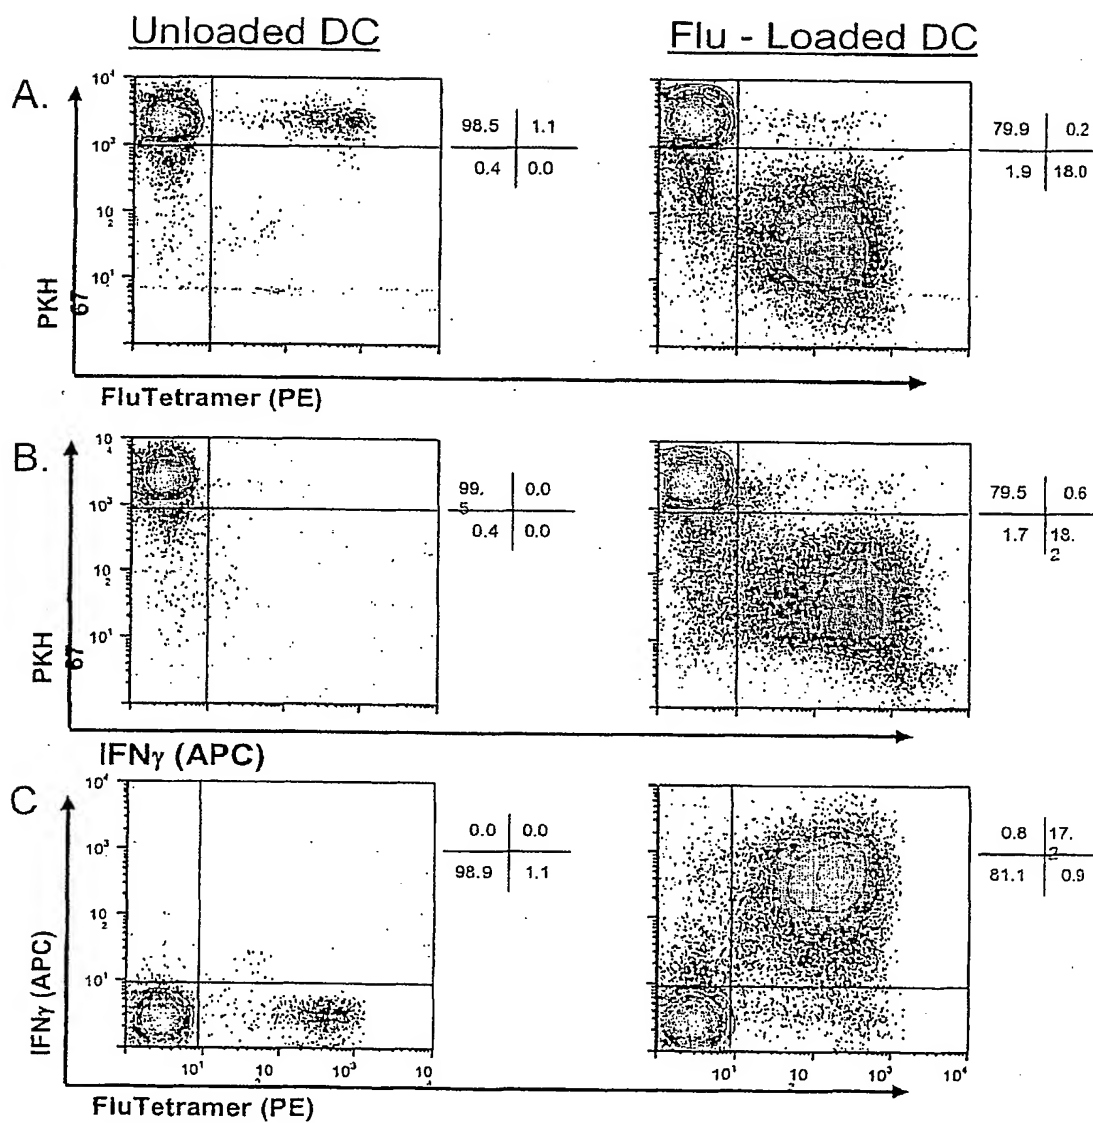 Unloaded DC
Flu - Loaded DC
A.
10⁴
10³
10²
10¹
PKH
67
FluTetramer (PE)
98.5 1.1
0.4 0.0
79.9 0.2
1.9 18.0
B.
10⁴
10³
10²
10¹
PKH
67
IFNγ (APC)
99.
5
0.4 0.0
0.0
79.5 0.6
1.7 18.
2
C
10⁴
10³
10²
10¹
IFNγ (APC)
10¹ 10² 10³ 10⁴
FluTetramer (PE)
0.0 0.0
98.9 1.1
10¹ 10² 10³ 10⁴
0.8 17.
2
81.1 0.9